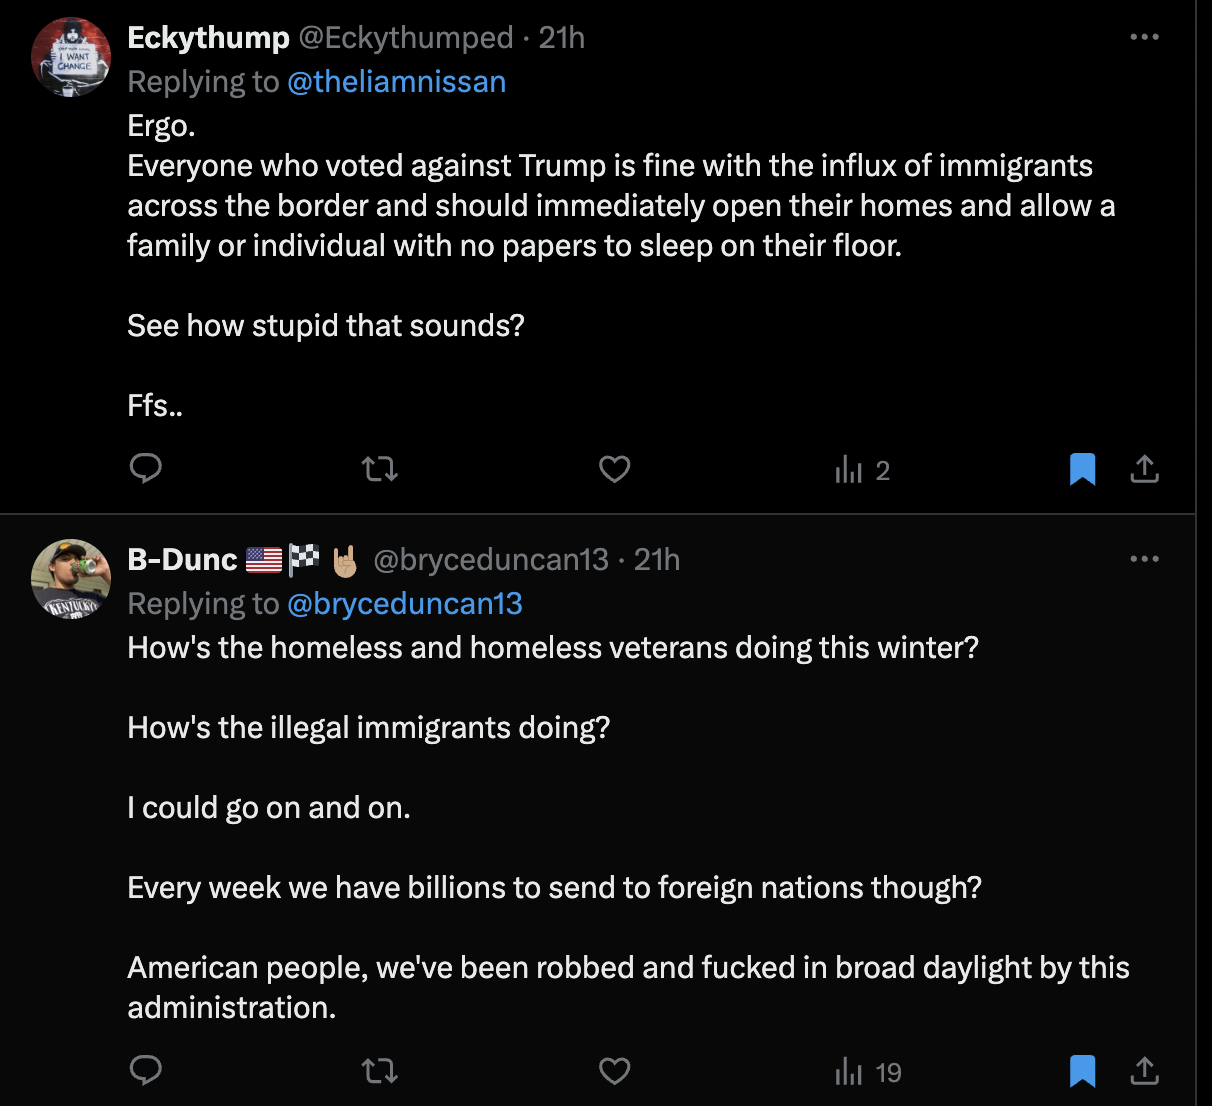 Eckythump @Eckythumped · 21h
Replying to @theliamnissan
Ergo.
Everyone who voted against Trump is fine with the influx of immigrants
across the border and should immediately open their homes and allow a
family or individual with no papers to sleep on their floor.
See how stupid that sounds?
Ffs..
2
B-Dunc 🇺🇸🏁🤘🏼 @bryceduncan13 · 21h
Replying to @bryceduncan13
How's the homeless and homeless veterans doing this winter?
How's the illegal immigrants doing?
I could go on and on.
Every week we have billions to send to foreign nations though?
American people, we've been robbed and fucked in broad daylight by this
administration.
19
I WANT
CHANGE
KENTUCKY